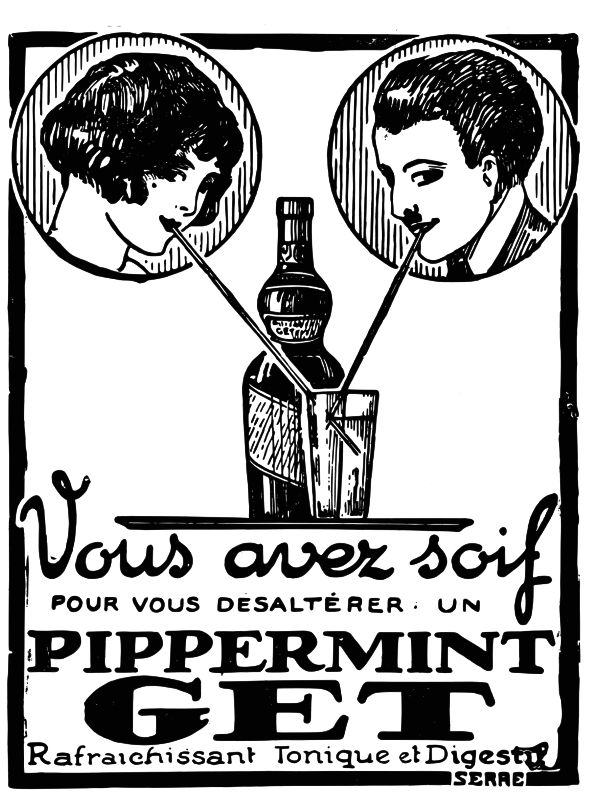 Vous avez soif
POUR VOUS DESALTÉRER : UN
PIPPERMINT
GET
Rafraichissant Tonique et Digestif
SERRE